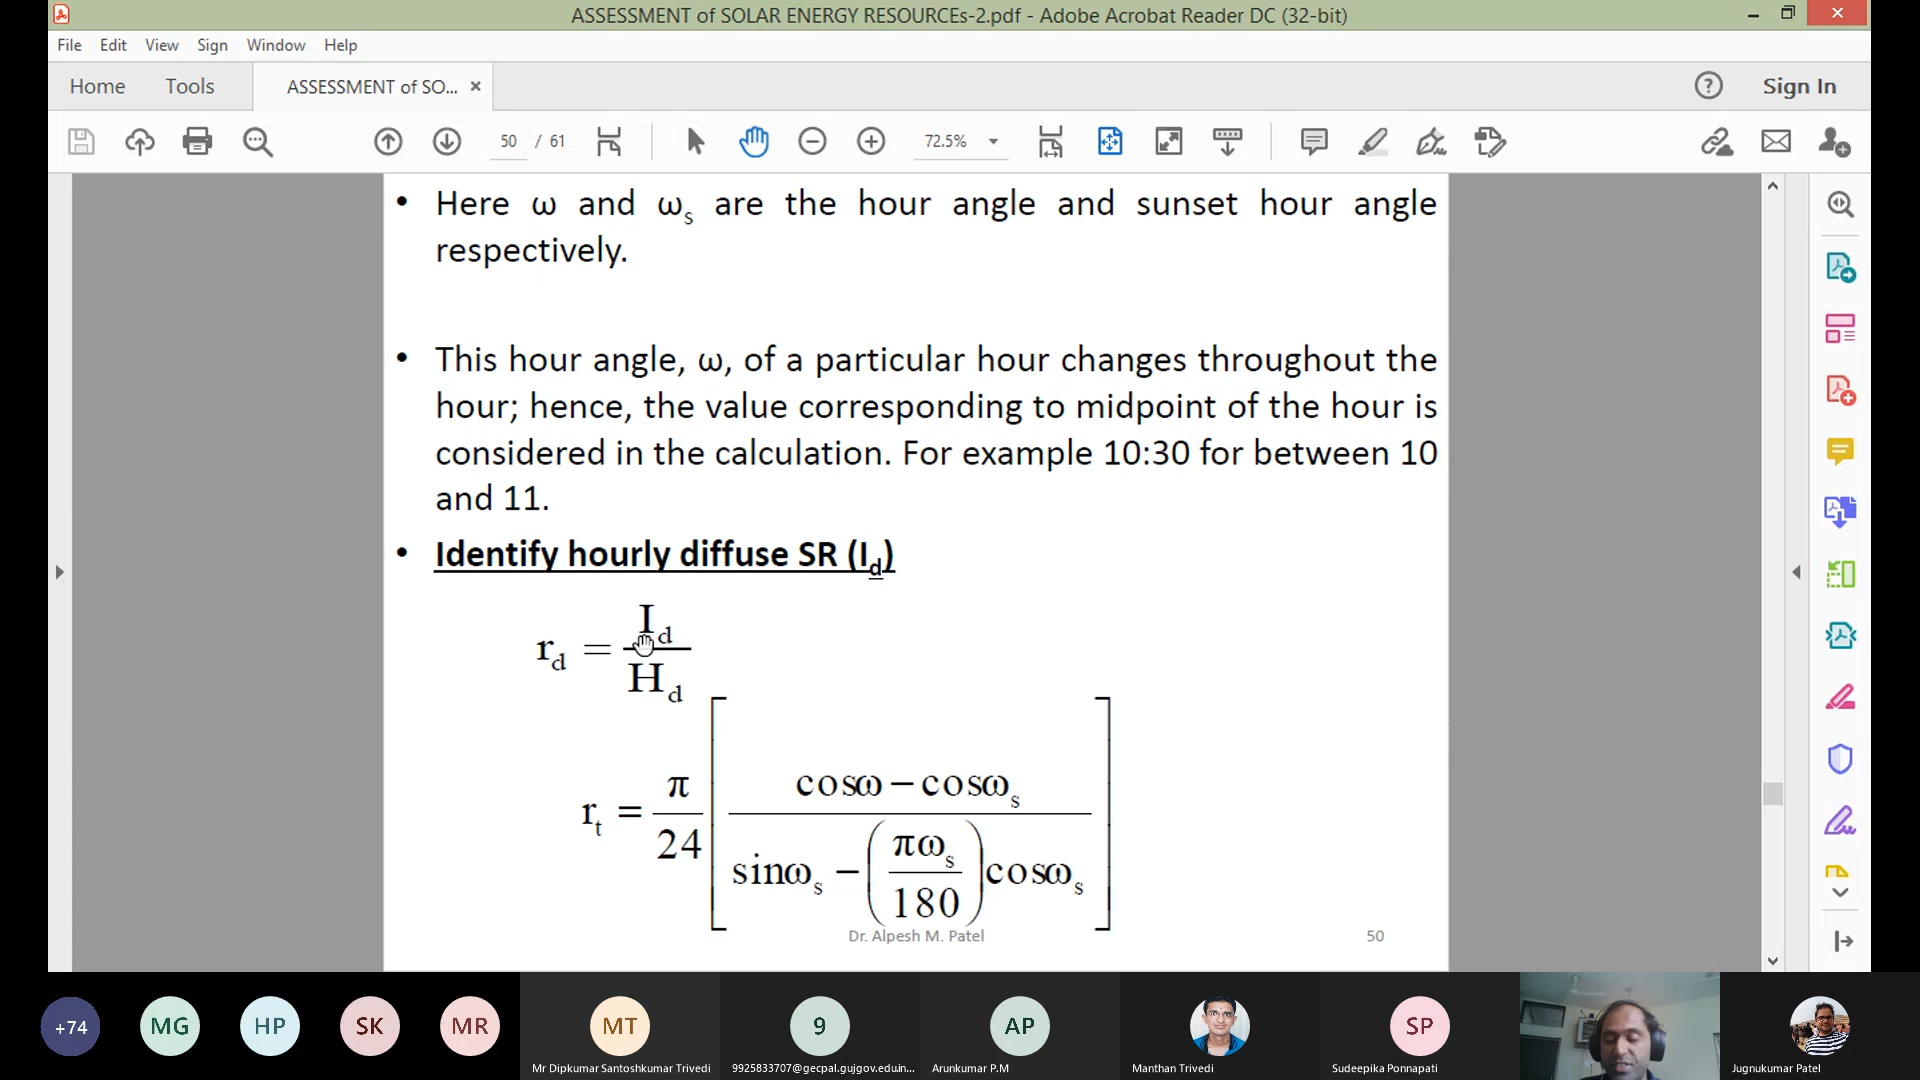 ASSESSMENT of SOLAR ENERGY RESOURCEs-2.pdf - Adobe Acrobat Reader DC (32-bit)
File Edit View Sign Window Help
Home Tools ASSESSMENT of SO... × Sign In
50 / 61 72.5%
• Here ω and ωs are the hour angle and sunset hour angle
respectively.
• This hour angle, ω, of a particular hour changes throughout the
hour; hence, the value corresponding to midpoint of the hour is
considered in the calculation. For example 10:30 for between 10
and 11.
• Identify hourly diffuse SR (Id)
rd = Id / Hd
rt = π/24 [ (cosω − cosωs) / (sinωs − (πωs/180) cosωs) ]
Dr. Alpesh M. Patel 50
+74 MG HP SK MR MT 9 AP SP
Mr Dipkumar Santoshkumar Trivedi 9925833707@gecpal.gujgov.edu.in... Arunkumar P.M Manthan Trivedi Sudeepika Ponnapati Jugnukumar Patel